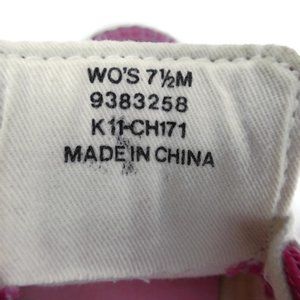 WO'S 7½M
9383258
K11-CH171
MADE IN CHINA